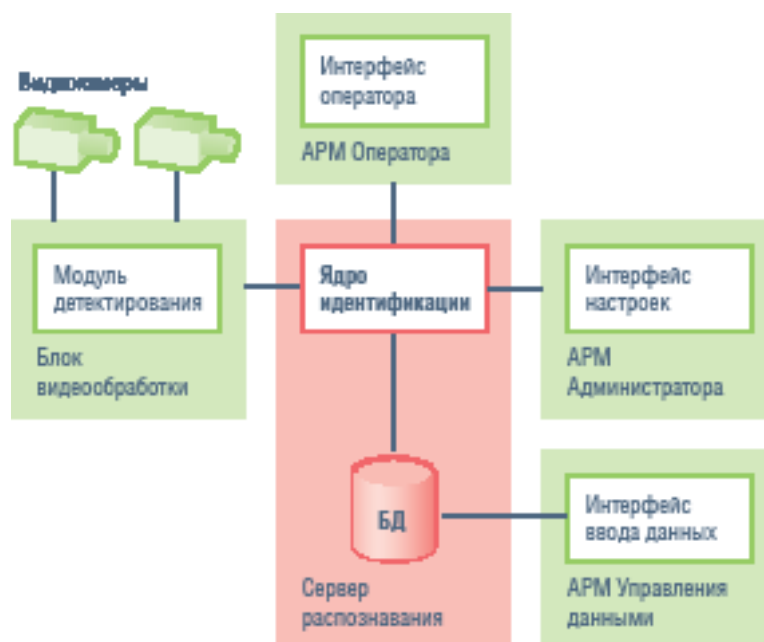 Видеокамеры
Интерфейс
оператора
АРМ Оператора
Модуль
детектирования
Блок
видеообработки
Ядро
идентификации
Интерфейс
настроек
АРМ
Администратора
БД
Сервер
распознавания
Интерфейс
ввода данных
АРМ Управления
данными